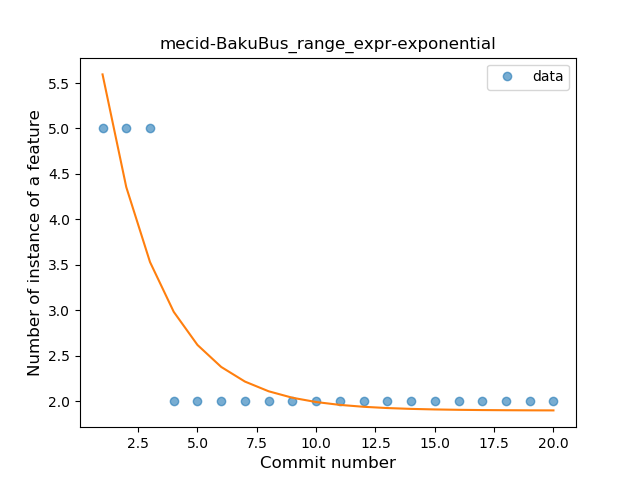 mecid-BakuBus_range_expr-exponential
data
Number of instance of a feature
5.5
5.0
4.5
4.0
3.5
3.0
2.5
2.0
2.5 5.0 7.5 10.0 12.5 15.0 17.5 20.0
Commit number